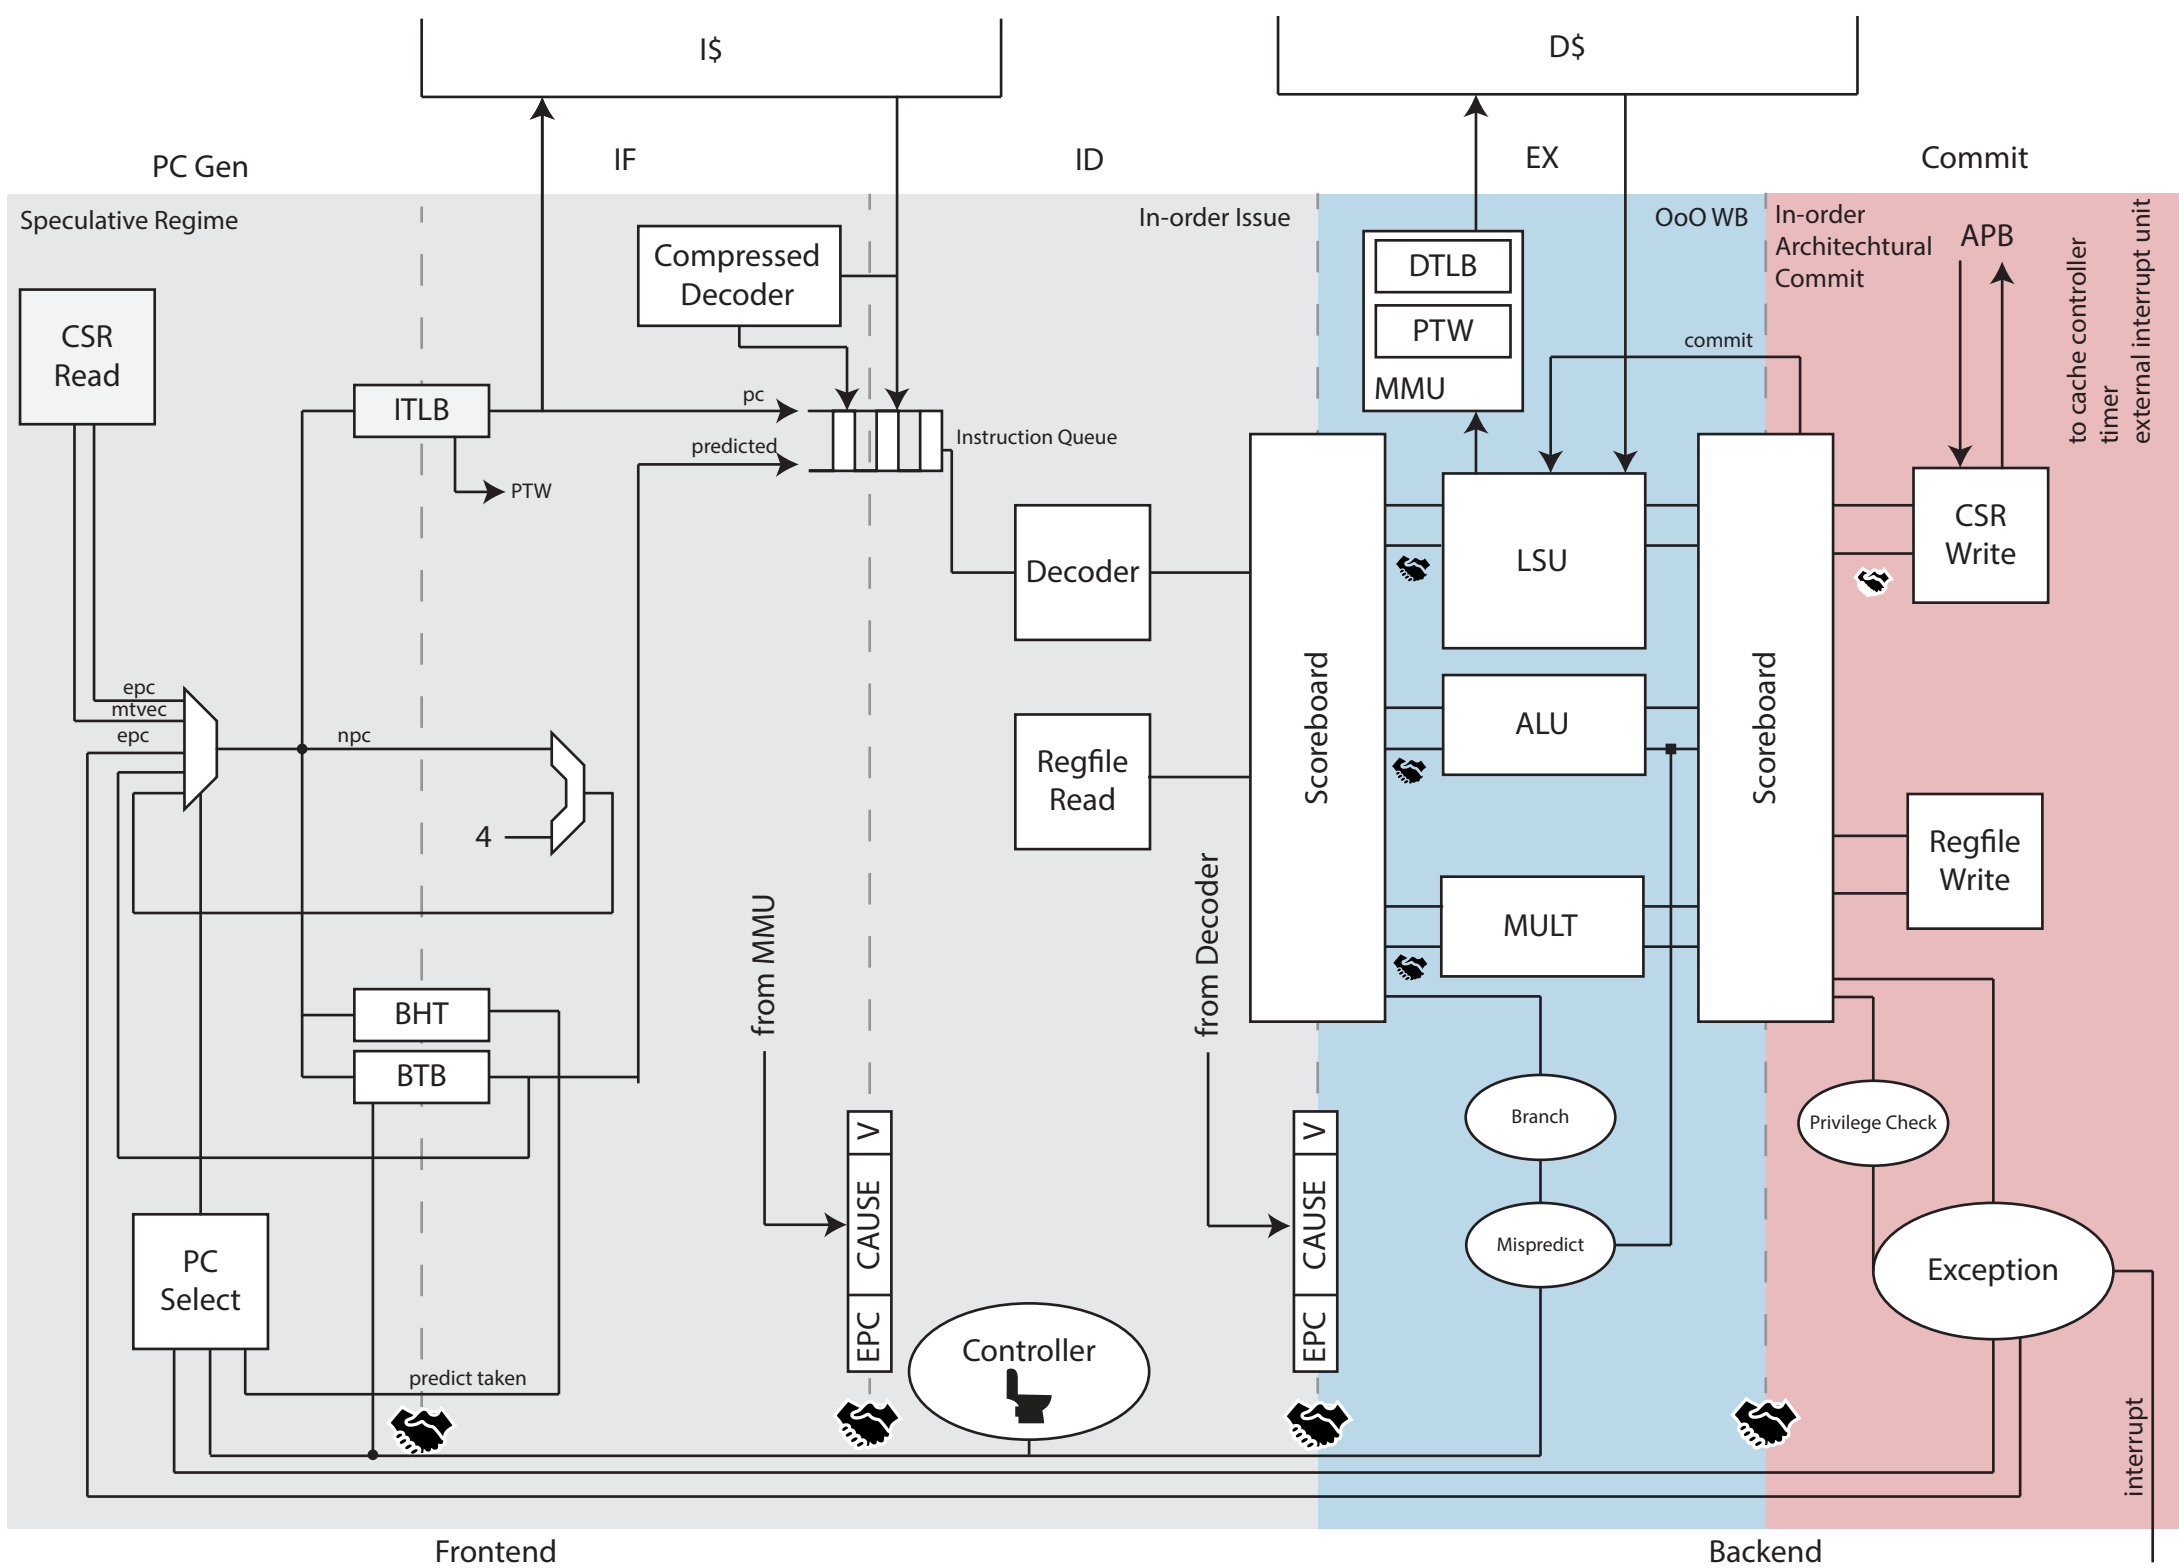 I$
D$
PC Gen
IF
ID
EX
Commit
Speculative Regime
In-order Issue
OoO WB
In-order
Architechtural
Commit
APB
to cache controller
timer
external interrupt unit
CSR
Read
Compressed
Decoder
DTLB
PTW
MMU
commit
ITLB
pc
predicted
Instruction Queue
PTW
Decoder
LSU
CSR
Write
Scoreboard
Scoreboard
epc
mtvec
epc
npc
4
Regfile
Read
ALU
Regfile
Write
MULT
from MMU
from Decoder
BHT
BTB
Branch
Privilege Check
V
CAUSE
EPC
V
CAUSE
EPC
Mispredict
Exception
PC
Select
Controller
predict taken
interrupt
Frontend
Backend